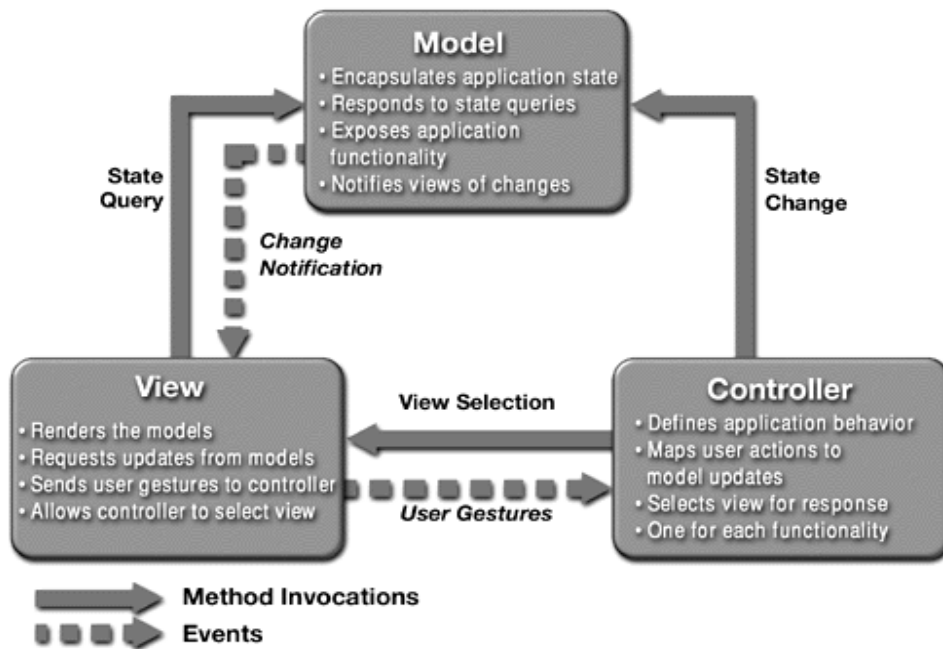 Model
• Encapsulates application state
• Responds to state queries
• Exposes application
functionality
• Notifies views of changes
State
Query
Change
Notification
State
Change
View
• Renders the models
• Requests updates from models
• Sends user gestures to controller
• Allows controller to select view
View Selection
User Gestures
Controller
• Defines application behavior
• Maps user actions to
model updates
• Selects view for response
• One for each functionality
Method Invocations
Events